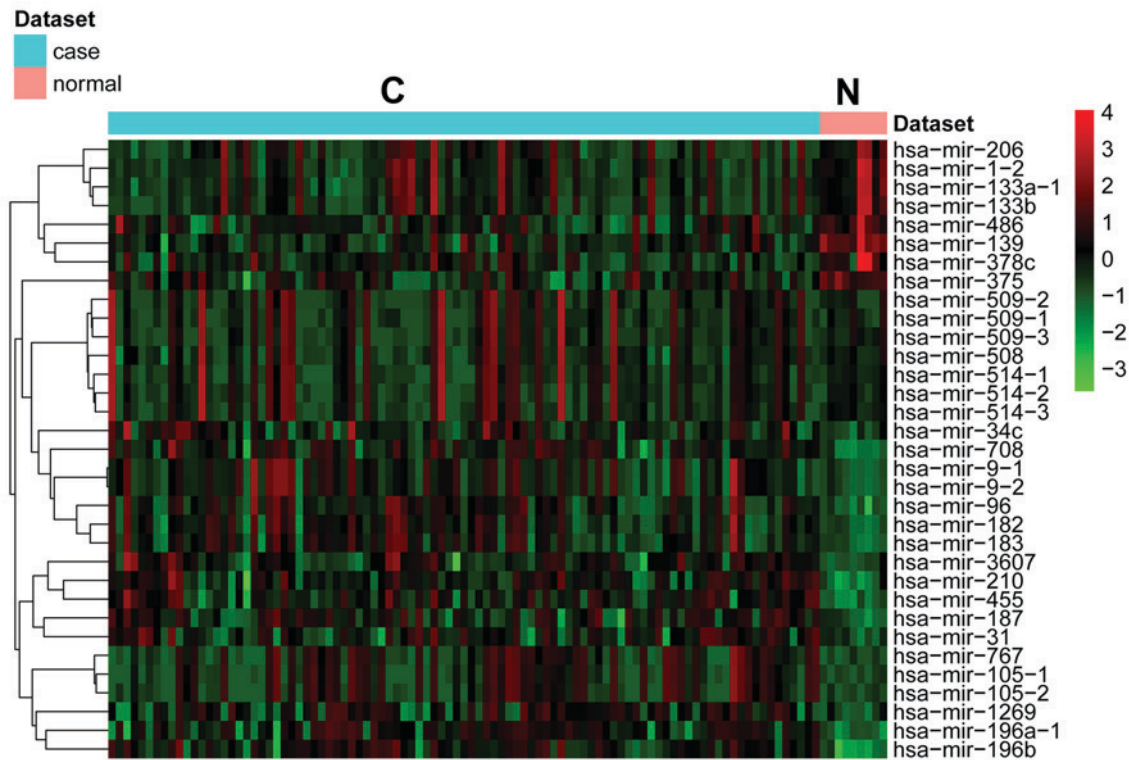 Dataset
case
normal
C
N
Dataset
hsa-mir-206
hsa-mir-1-2
hsa-mir-133a-1
hsa-mir-133b
hsa-mir-486
hsa-mir-139
hsa-mir-378c
hsa-mir-375
hsa-mir-509-2
hsa-mir-509-1
hsa-mir-509-3
hsa-mir-508
hsa-mir-514-1
hsa-mir-514-2
hsa-mir-514-3
hsa-mir-34c
hsa-mir-708
hsa-mir-9-1
hsa-mir-9-2
hsa-mir-96
hsa-mir-182
hsa-mir-183
hsa-mir-3607
hsa-mir-210
hsa-mir-455
hsa-mir-187
hsa-mir-31
hsa-mir-767
hsa-mir-105-1
hsa-mir-105-2
hsa-mir-1269
hsa-mir-196a-1
hsa-mir-196b
4
3
2
1
0
−1
−2
−3